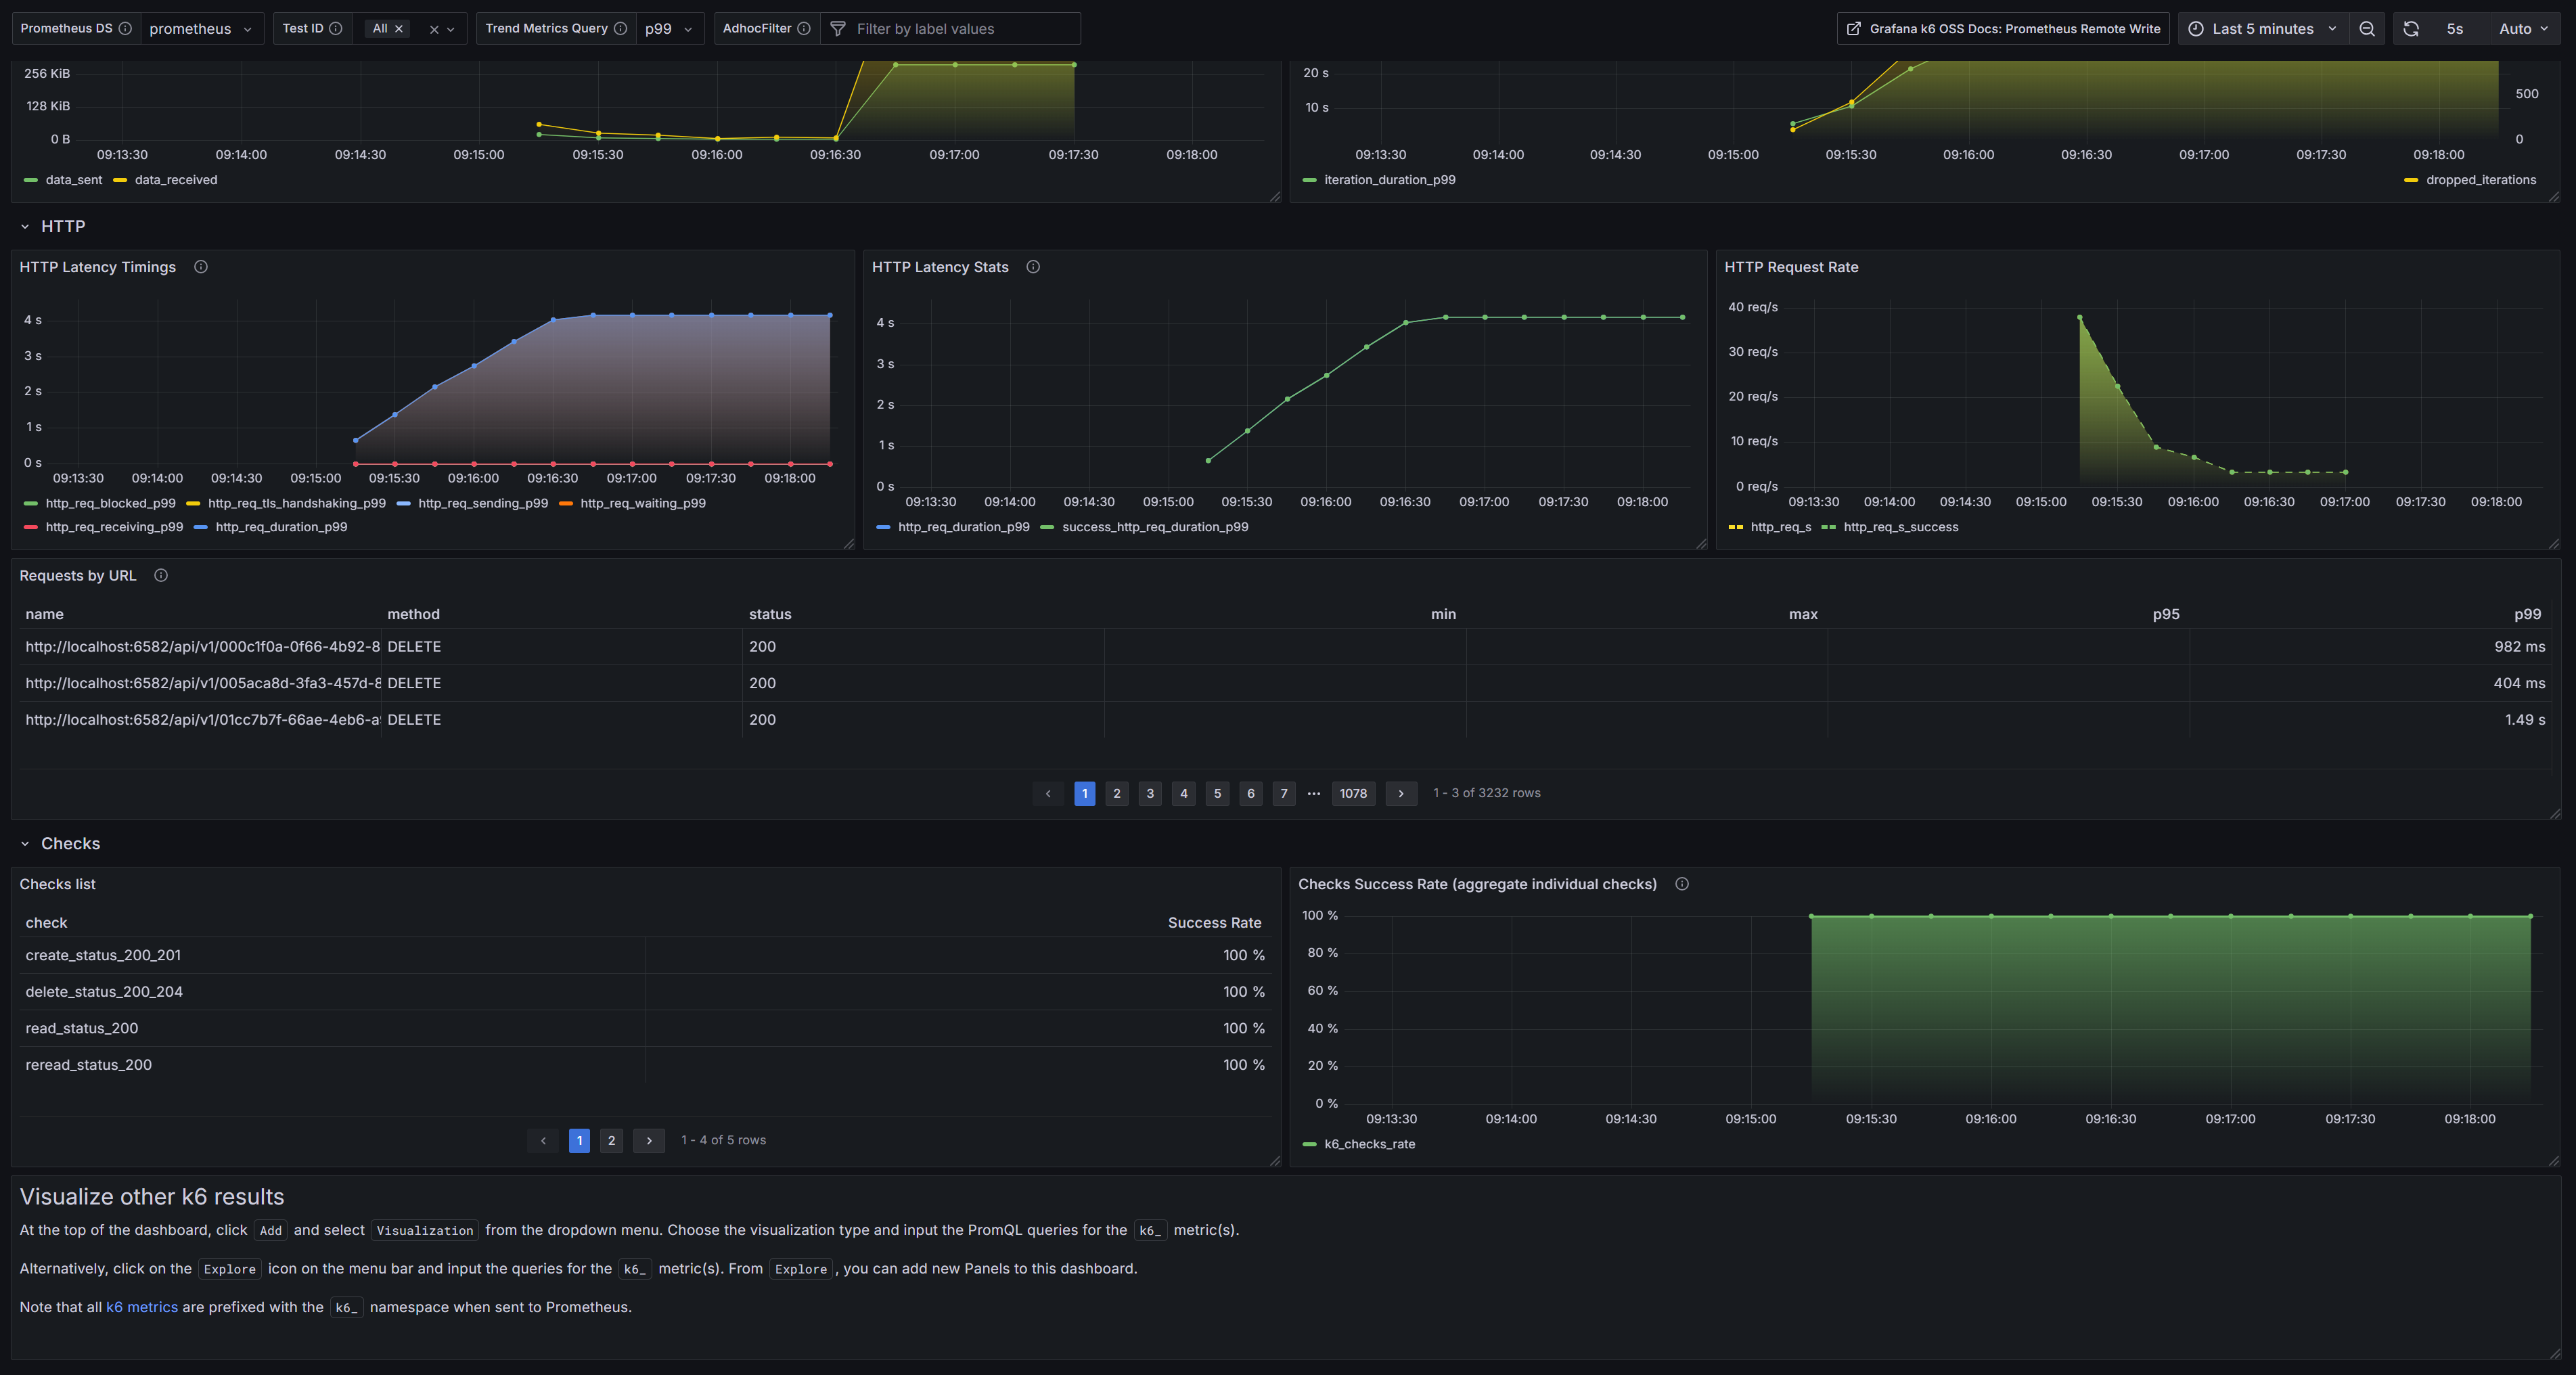 Prometheus DS prometheus Test ID All Trend Metrics Query p99 AdhocFilter Filter by label values Grafana k6 OSS Docs: Prometheus Remote Write Last 5 minutes 5s Auto
256 KiB
128 KiB
0 B
09:13:30 09:14:00 09:14:30 09:15:00 09:15:30 09:16:00 09:16:30 09:17:00 09:17:30 09:18:00
data_sent data_received
20 s
10 s
500
0
09:13:30 09:14:00 09:14:30 09:15:00 09:15:30 09:16:00 09:16:30 09:17:00 09:17:30 09:18:00
iteration_duration_p99 dropped_iterations
HTTP
HTTP Latency Timings
4 s
3 s
2 s
1 s
0 s
09:13:30 09:14:00 09:14:30 09:15:00 09:15:30 09:16:00 09:16:30 09:17:00 09:17:30 09:18:00
http_req_blocked_p99 http_req_tls_handshaking_p99 http_req_sending_p99 http_req_waiting_p99
http_req_receiving_p99 http_req_duration_p99
HTTP Latency Stats
4 s
3 s
2 s
1 s
0 s
09:13:30 09:14:00 09:14:30 09:15:00 09:15:30 09:16:00 09:16:30 09:17:00 09:17:30 09:18:00
http_req_duration_p99 success_http_req_duration_p99
HTTP Request Rate
40 req/s
30 req/s
20 req/s
10 req/s
0 req/s
09:13:30 09:14:00 09:14:30 09:15:00 09:15:30 09:16:00 09:16:30 09:17:00 09:17:30 09:18:00
http_req_s http_req_s_success
Requests by URL
name method status min max p95 p99
http://localhost:6582/api/v1/000c1f0a-0f66-4b92-8 DELETE 200 982 ms
http://localhost:6582/api/v1/005aca8d-3fa3-457d-8 DELETE 200 404 ms
http://localhost:6582/api/v1/01cc7b7f-66ae-4eb6-a DELETE 200 1.49 s
1 2 3 4 5 6 7 ••• 1078 1 - 3 of 3232 rows
Checks
Checks list
check Success Rate
create_status_200_201 100 %
delete_status_200_204 100 %
read_status_200 100 %
reread_status_200 100 %
1 2 1 - 4 of 5 rows
Checks Success Rate (aggregate individual checks)
100 %
80 %
60 %
40 %
20 %
0 %
09:13:30 09:14:00 09:14:30 09:15:00 09:15:30 09:16:00 09:16:30 09:17:00 09:17:30 09:18:00
k6_checks_rate
Visualize other k6 results
At the top of the dashboard, click Add and select Visualization from the dropdown menu. Choose the visualization type and input the PromQL queries for the k6_ metric(s).
Alternatively, click on the Explore icon on the menu bar and input the queries for the k6_ metric(s). From Explore , you can add new Panels to this dashboard.
Note that all k6 metrics are prefixed with the k6_ namespace when sent to Prometheus.